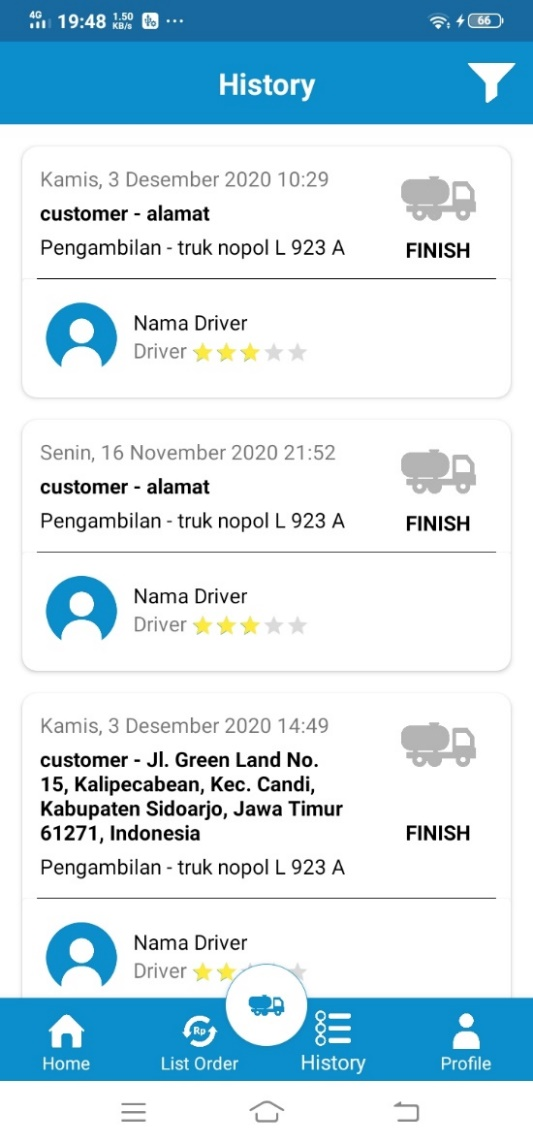 4G 19:48 1.50 KB/s ... 66
History
Kamis, 3 Desember 2020 10:29
customer - alamat
Pengambilan - truk nopol L 923 A
FINISH
Nama Driver
Driver
Senin, 16 November 2020 21:52
customer - alamat
Pengambilan - truk nopol L 923 A
FINISH
Nama Driver
Driver
Kamis, 3 Desember 2020 14:49
customer - Jl. Green Land No.
15, Kalipecabean, Kec. Candi,
Kabupaten Sidoarjo, Jawa Timur
61271, Indonesia
FINISH
Pengambilan - truk nopol L 923 A
Nama Driver
Driver
Rp
Home List Order History Profile